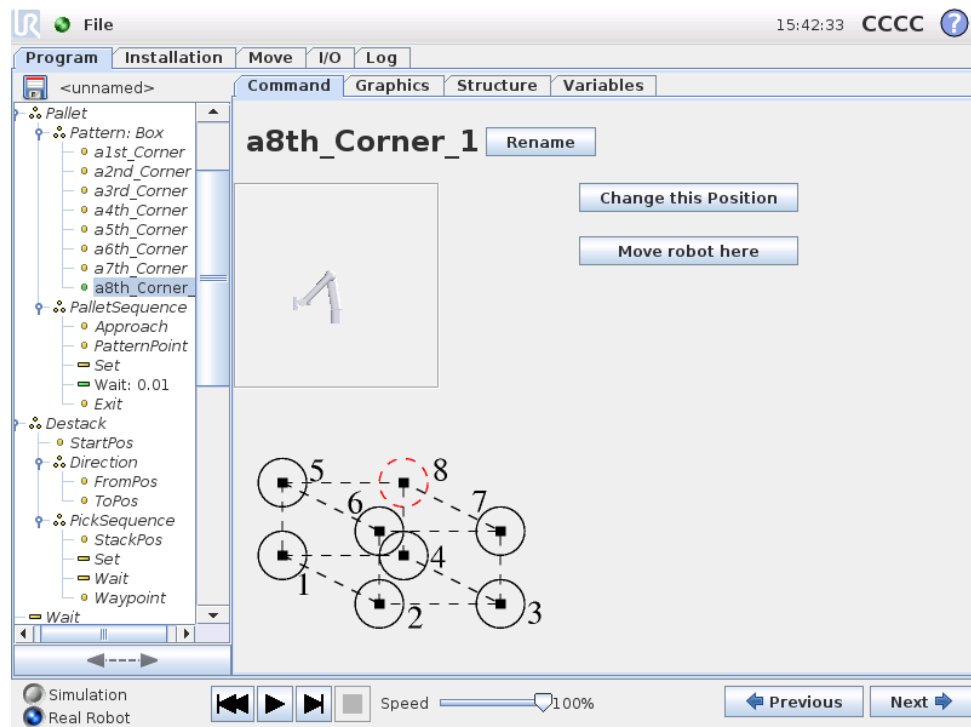 UR File 15:42:33 CCCC ?
Program Installation Move I/O Log
<unnamed>
Command Graphics Structure Variables
Pallet
Pattern: Box
a1st_Corner
a2nd_Corner
a3rd_Corner
a4th_Corner
a5th_Corner
a6th_Corner
a7th_Corner
a8th_Corner_
PalletSequence
Approach
PatternPoint
Set
Wait: 0.01
Exit
Destack
StartPos
Direction
FromPos
ToPos
PickSequence
StackPos
Set
Wait
Waypoint
Wait
a8th_Corner_1 Rename
Change this Position
Move robot here
5 8
6 7
1 4
2 3
Simulation
Real Robot
Speed 100%
Previous Next